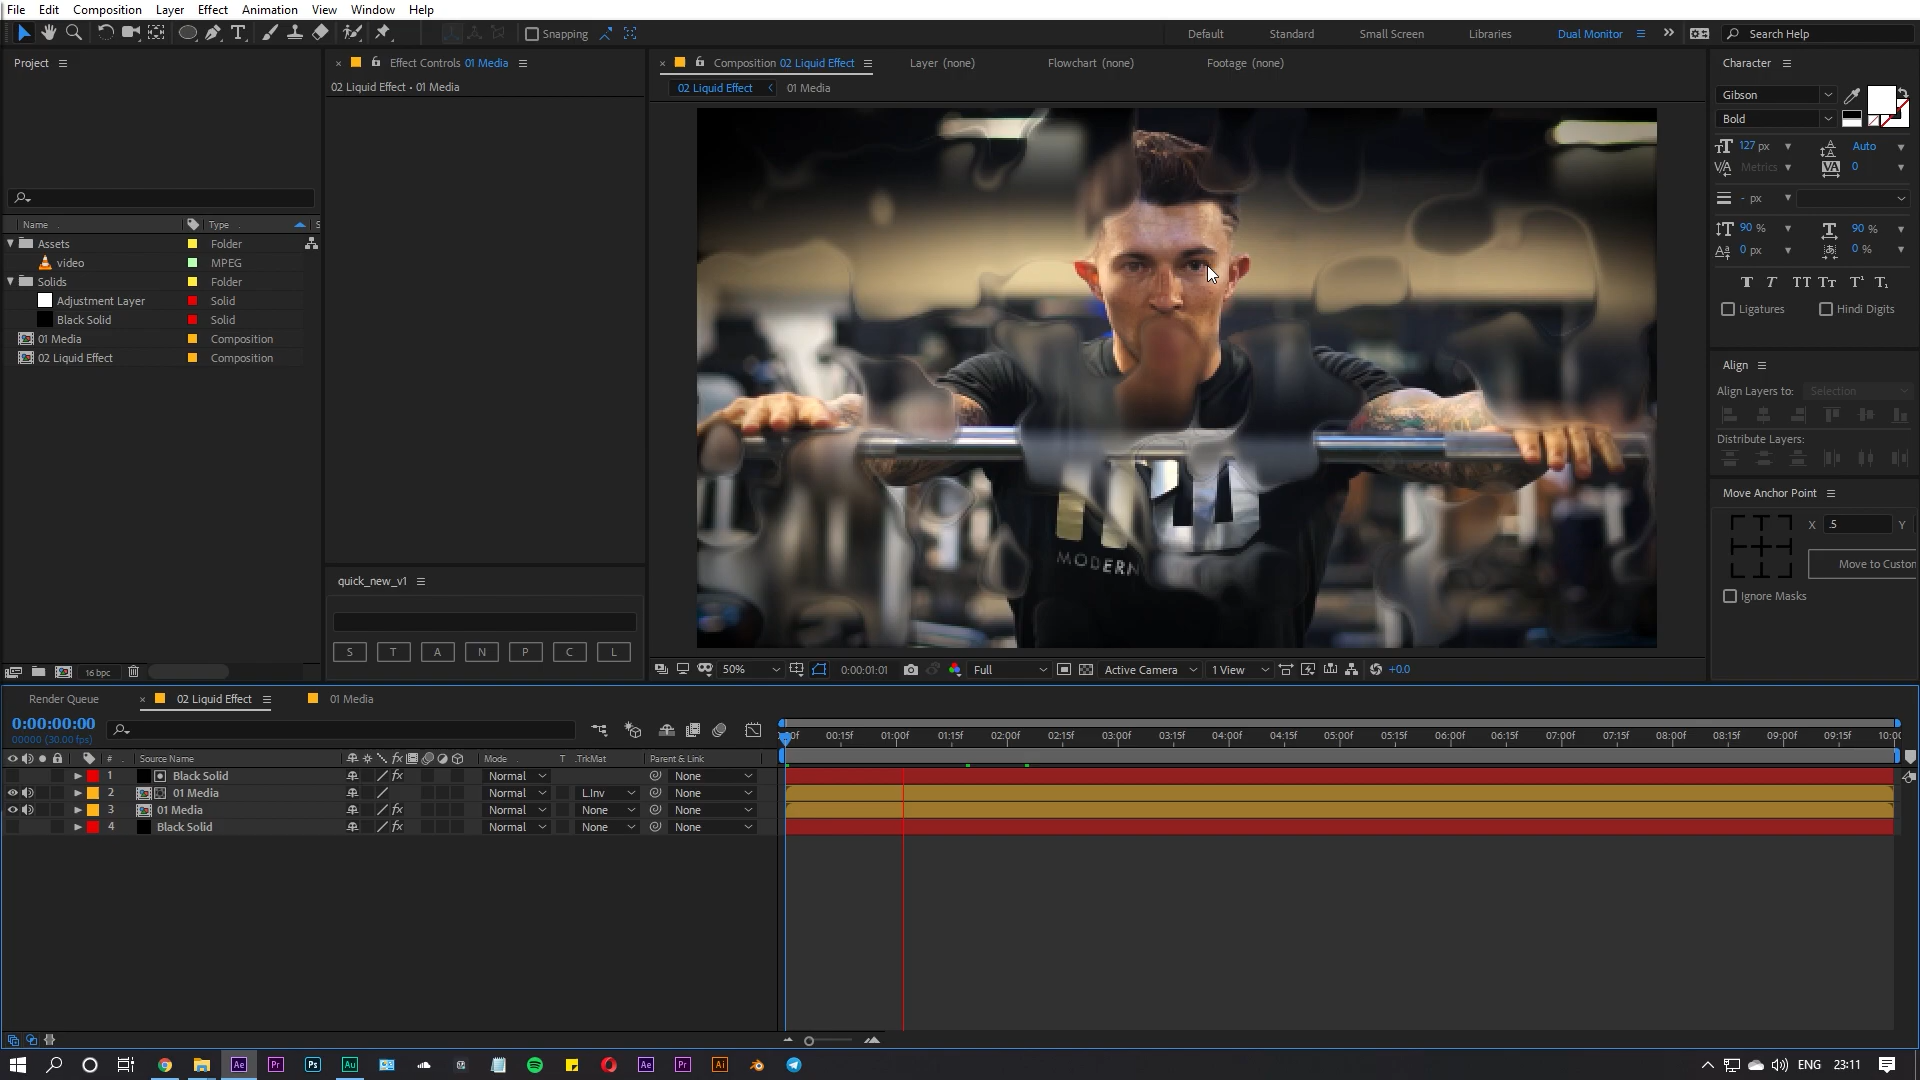 File Edit Composition Layer Effect Animation View Window Help
Snapping Default Standard Small Screen Libraries Dual Monitor Search Help
Project Effect Controls 01 Media Composition 02 Liquid Effect Layer (none) Flowchart (none) Footage (none) Character
02 Liquid Effect • 01 Media 02 Liquid Effect 01 Media
Gibson
Bold
127 px Auto
Metrics 0
- px
90 % 90 %
0 px 0 %
Ligatures Hindi Digits
Align
Align Layers to: Selection
Distribute Layers:
Move Anchor Point
X .5 Y
Move to Custon
Ignore Masks
Name Type
Assets Folder
video MPEG
Solids Folder
Adjustment Layer Solid
Black Solid Solid
01 Media Composition
02 Liquid Effect Composition
MODERN
quick_new_v1
S T A N P C L
16 bpc
50% 0:00:01:01 Full Active Camera 1 View +0.0
Render Queue 02 Liquid Effect 01 Media
0:00:00:00
00000 (30.00 fps)
00f 00:15f 01:00f 01:15f 02:00f 02:15f 03:00f 03:15f 04:00f 04:15f 05:00f 05:15f 06:00f 06:15f 07:00f 07:15f 08:00f 08:15f 09:00f 09:15f 10:00
# Source Name Mode T .TrkMat Parent & Link
1 Black Solid Normal None
2 01 Media Normal L.Inv None
3 01 Media Normal None None
4 Black Solid Normal None None
ENG 23:11